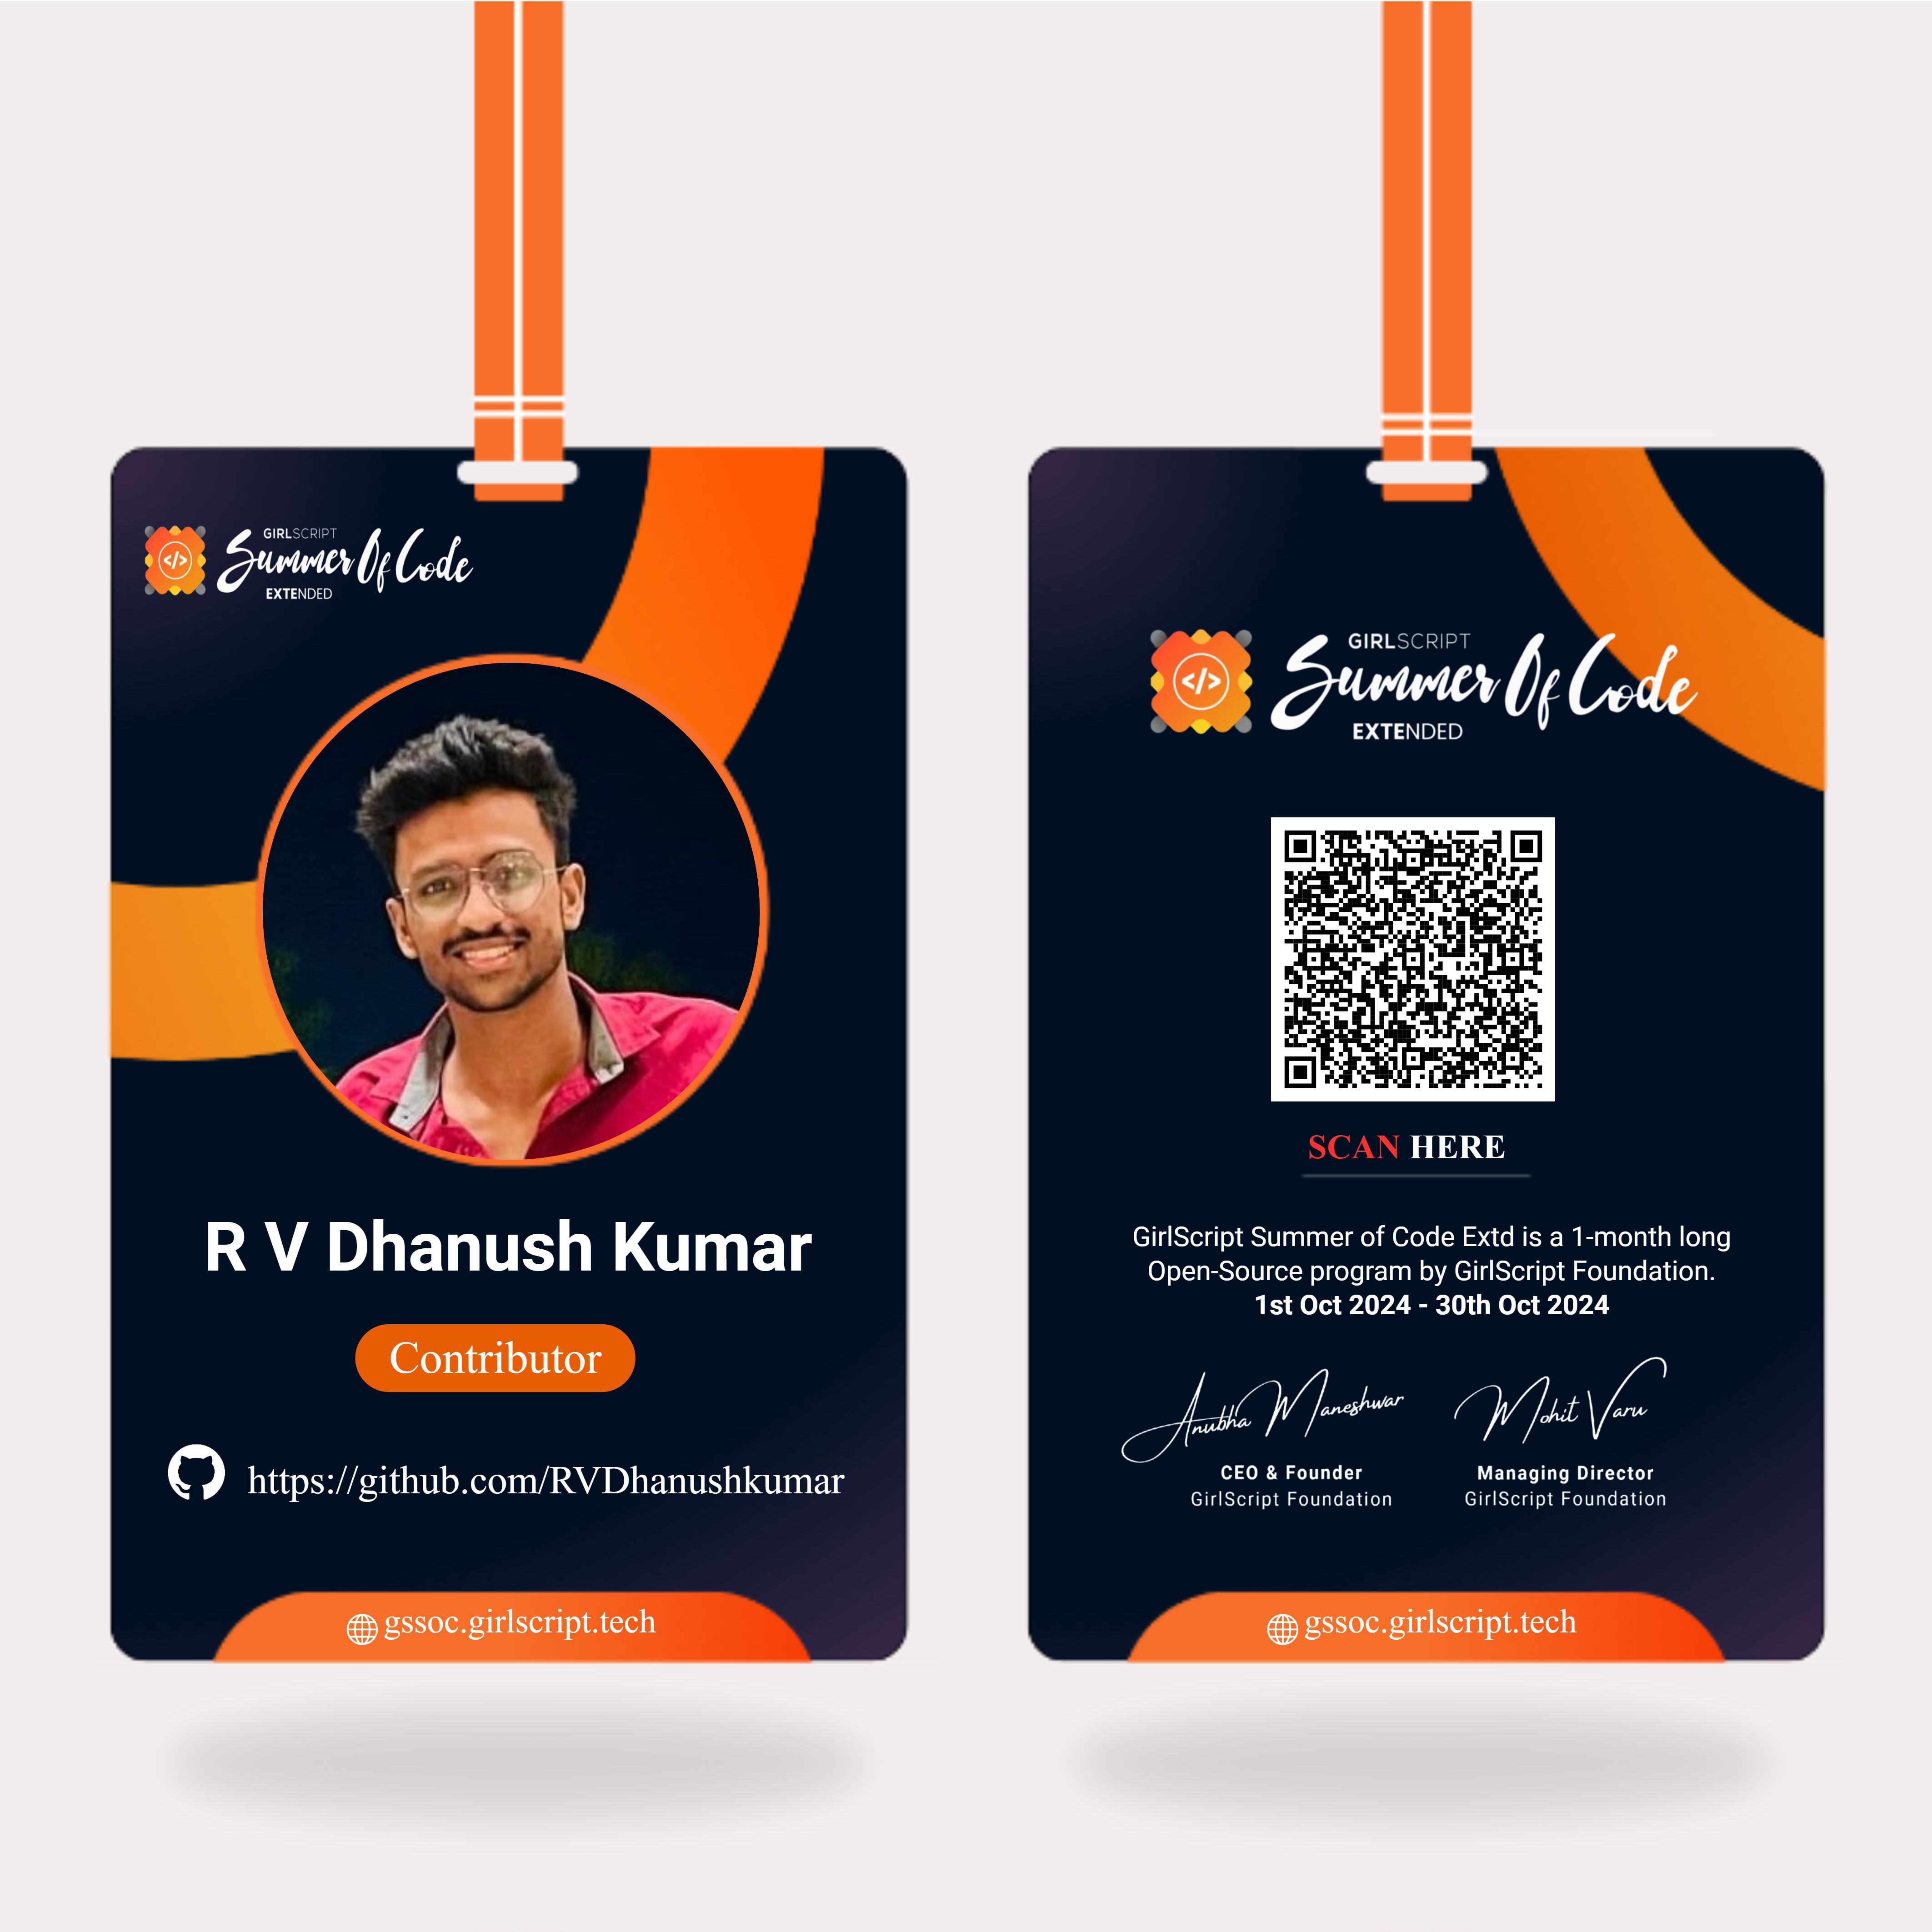 GIRLSCRIPT
Summer Of Code
EXTENDED
R V Dhanush Kumar
Contributor
https://github.com/RVDhanushkumar
gssoc.girlscript.tech
GIRLSCRIPT
</>
Summer Of Code
EXTENDED
SCAN HERE
GirlScript Summer of Code Extd is a 1-month long
Open-Source program by GirlScript Foundation.
1st Oct 2024 - 30th Oct 2024
Anubha Maneshwar
CEO & Founder
GirlScript Foundation
Mohit Varu
Managing Director
GirlScript Foundation
gssoc.girlscript.tech